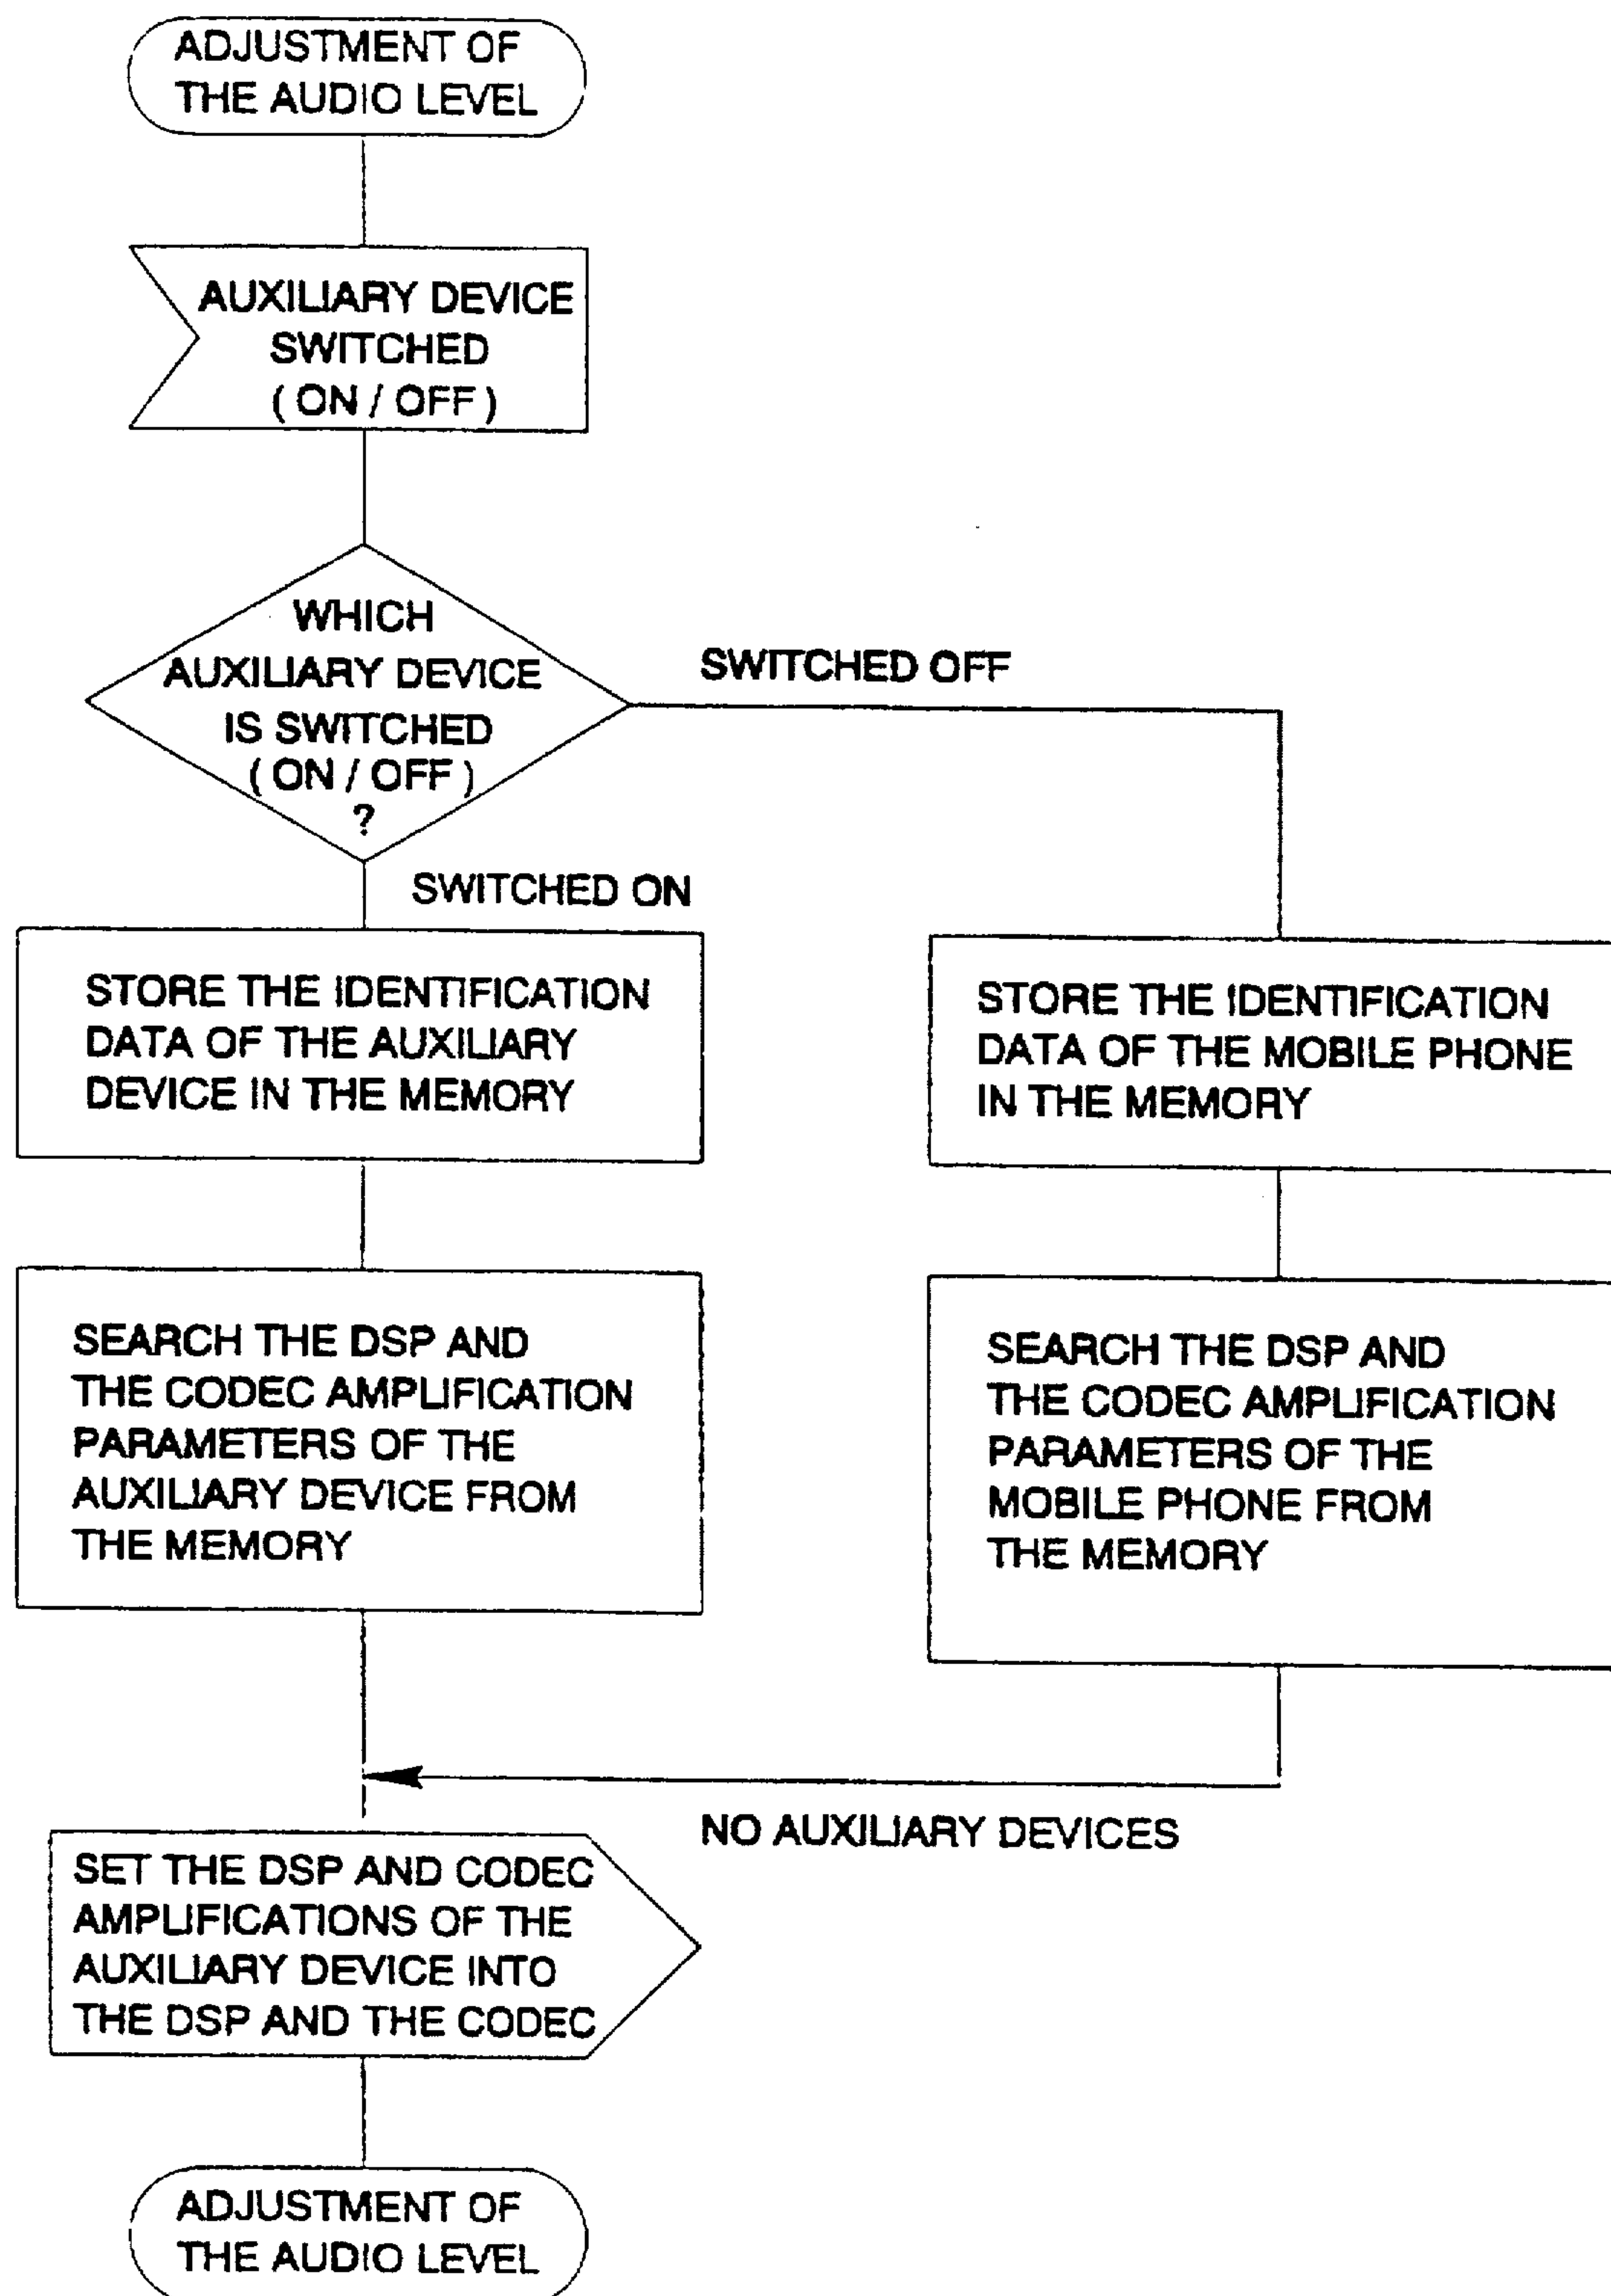 ADJUSTMENT OF
THE AUDIO LEVEL
AUXILIARY DEVICE
SWITCHED
( ON / OFF )
WHICH
AUXILIARY DEVICE
IS SWITCHED
( ON / OFF )
?
SWITCHED OFF
SWITCHED ON
STORE THE IDENTIFICATION
DATA OF THE AUXILIARY
DEVICE IN THE MEMORY
STORE THE IDENTIFICATION
DATA OF THE MOBILE PHONE
IN THE MEMORY
SEARCH THE DSP AND
THE CODEC AMPLIFICATION
PARAMETERS OF THE
AUXILIARY DEVICE FROM
THE MEMORY
SEARCH THE DSP AND
THE CODEC AMPLIFICATION
PARAMETERS OF THE
MOBILE PHONE FROM
THE MEMORY
NO AUXILIARY DEVICES
SET THE DSP AND CODEC
AMPLIFICATIONS OF THE
AUXILIARY DEVICE INTO
THE DSP AND THE CODEC
ADJUSTMENT OF
THE AUDIO LEVEL